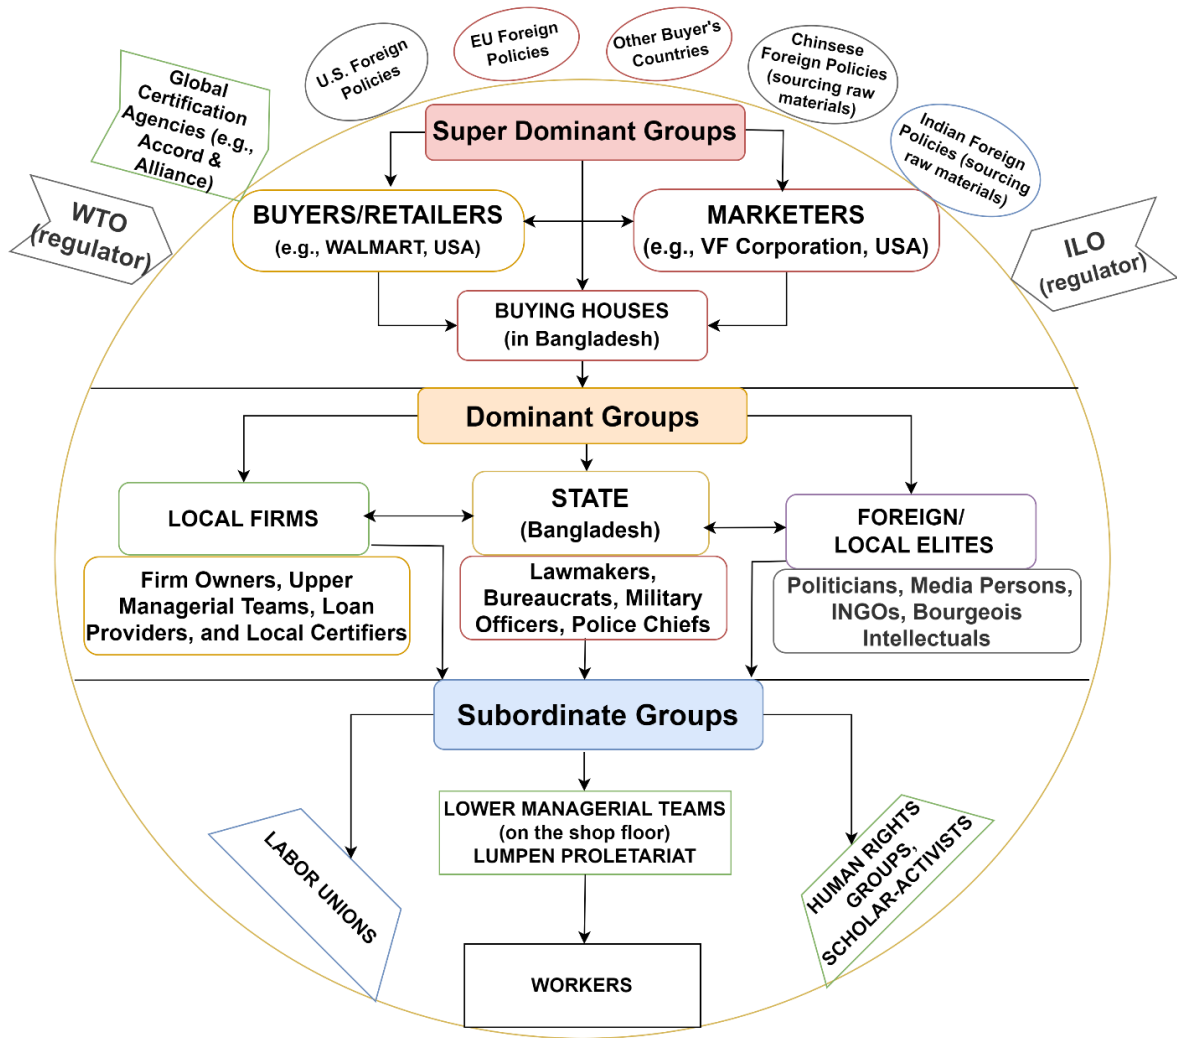 U.S. Foreign
Policies
EU Foreign
Policies
Other Buyer's
Countries
Chinsese
Foreign Policies
(sourcing raw
materials)
Indian Foreign
Policies (sourcing
raw materials)
Global
Certification
Agencies (e.g.,
Accord &
Alliance)
WTO
(regulator)
ILO
(regulator)
Super Dominant Groups
BUYERS/RETAILERS
(e.g., WALMART, USA)
MARKETERS
(e.g., VF Corporation, USA)
BUYING HOUSES
(in Bangladesh)
Dominant Groups
LOCAL FIRMS
STATE
(Bangladesh)
FOREIGN/
LOCAL ELITES
Firm Owners, Upper
Managerial Teams, Loan
Providers, and Local Certifiers
Lawmakers,
Bureaucrats, Military
Officers, Police Chiefs
Politicians, Media Persons,
INGOs, Bourgeois
Intellectuals
Subordinate Groups
LABOR UNIONS
LOWER MANAGERIAL TEAMS
(on the shop floor)
LUMPEN PROLETARIAT
HUMAN RIGHTS
GROUPS,
SCHOLAR-ACTIVISTS
WORKERS